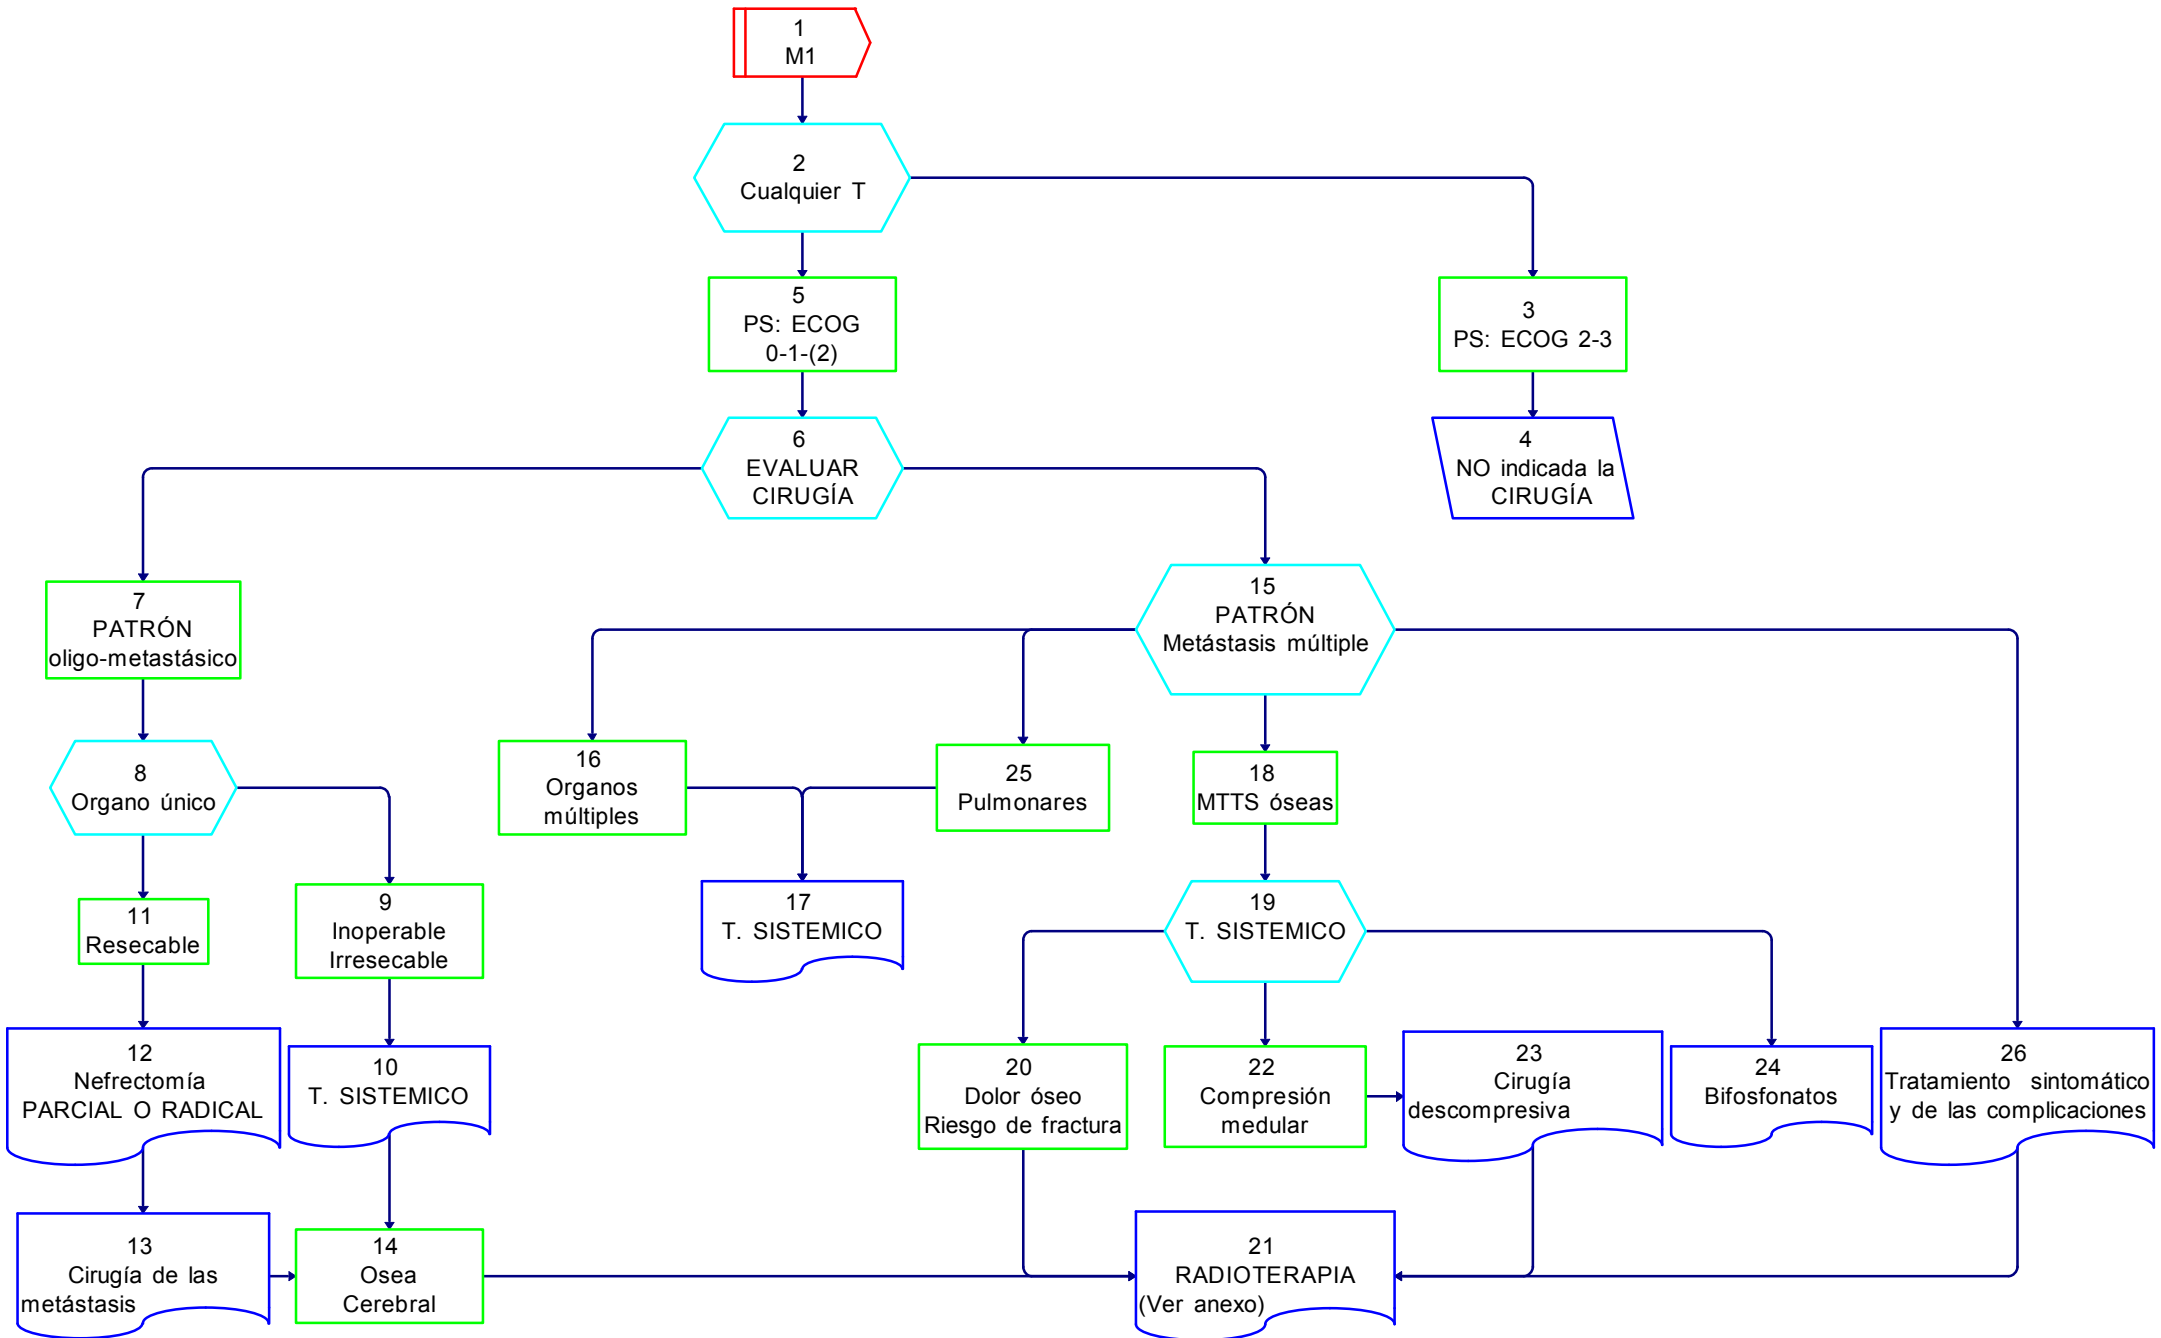 1
M1
2
Cualquier T
5
PS: ECOG
0-1-(2)
3
PS: ECOG 2-3
6
EVALUAR
CIRUGÍA
4
NO indicada la
CIRUGÍA
7
PATRÓN
oligo-metastásico
15
PATRÓN
Metástasis múltiple
8
Organo único
16
Organos
múltiples
25
Pulmonares
18
MTTS óseas
11
Resecable
9
Inoperable
Irresecable
17
T. SISTEMICO
19
T. SISTEMICO
12
Nefrectomía
PARCIAL O RADICAL
10
T. SISTEMICO
20
Dolor óseo
Riesgo de fractura
22
Compresión
medular
23
Cirugía
descompresiva
24
Bifosfonatos
26
Tratamiento sintomático
y de las complicaciones
13
Cirugía de las
metástasis
14
Osea
Cerebral
21
RADIOTERAPIA
(Ver anexo)